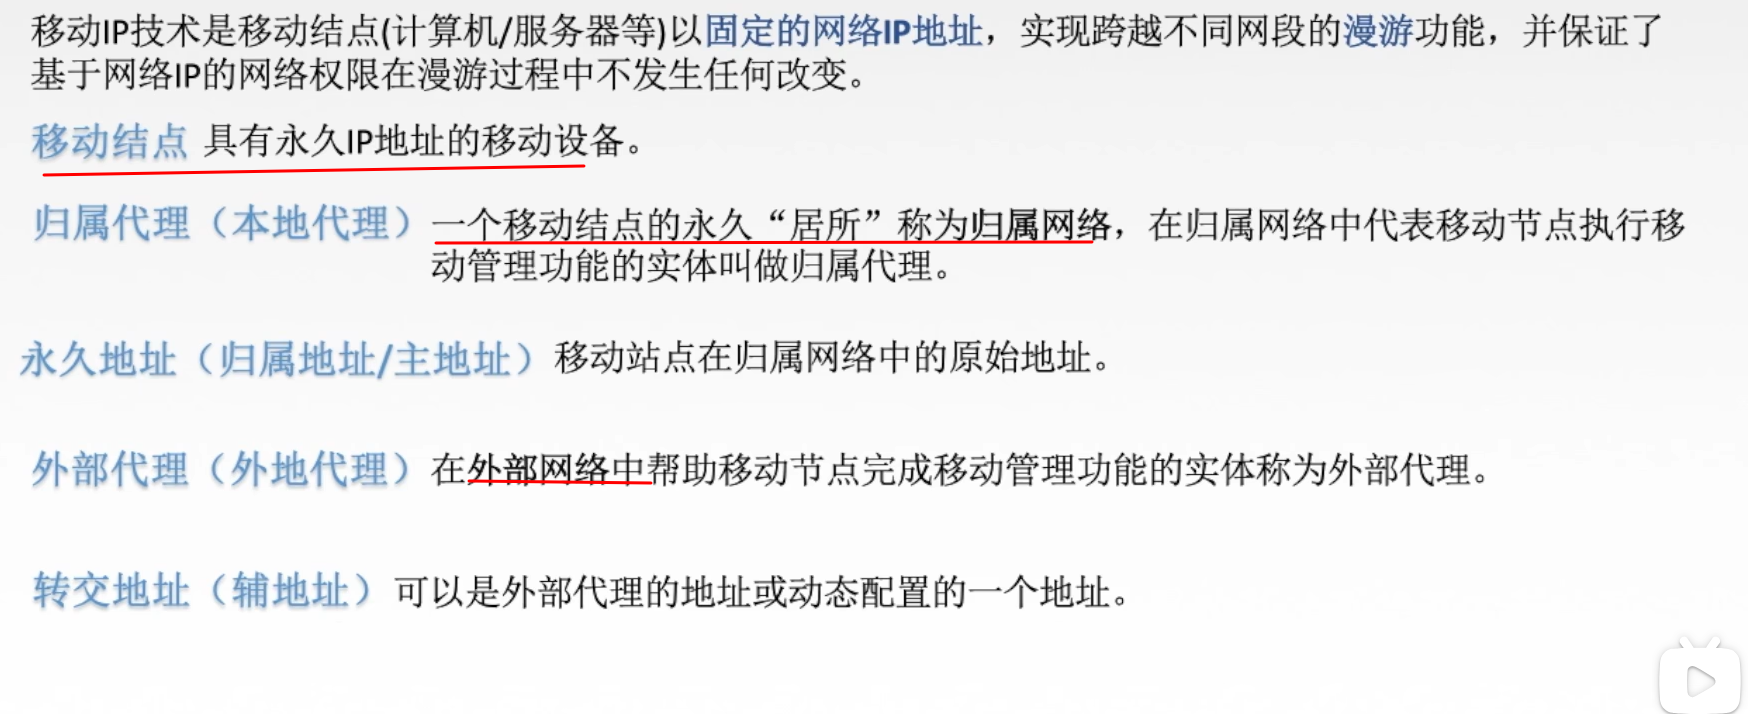 移动IP技术是移动结点(计算机/服务器等)以固定的网络IP地址，实现跨越不同网段的漫游功能，并保证了
基于网络IP的网络权限在漫游过程中不发生任何改变。
移动结点 具有永久IP地址的移动设备。
归属代理（本地代理）一个移动结点的永久“居所”称为归属网络，在归属网络中代表移动节点执行移
动管理功能的实体叫做归属代理。
永久地址（归属地址/主地址）移动站点在归属网络中的原始地址。
外部代理（外地代理）在外部网络中帮助移动节点完成移动管理功能的实体称为外部代理。
转交地址（辅地址）可以是外部代理的地址或动态配置的一个地址。